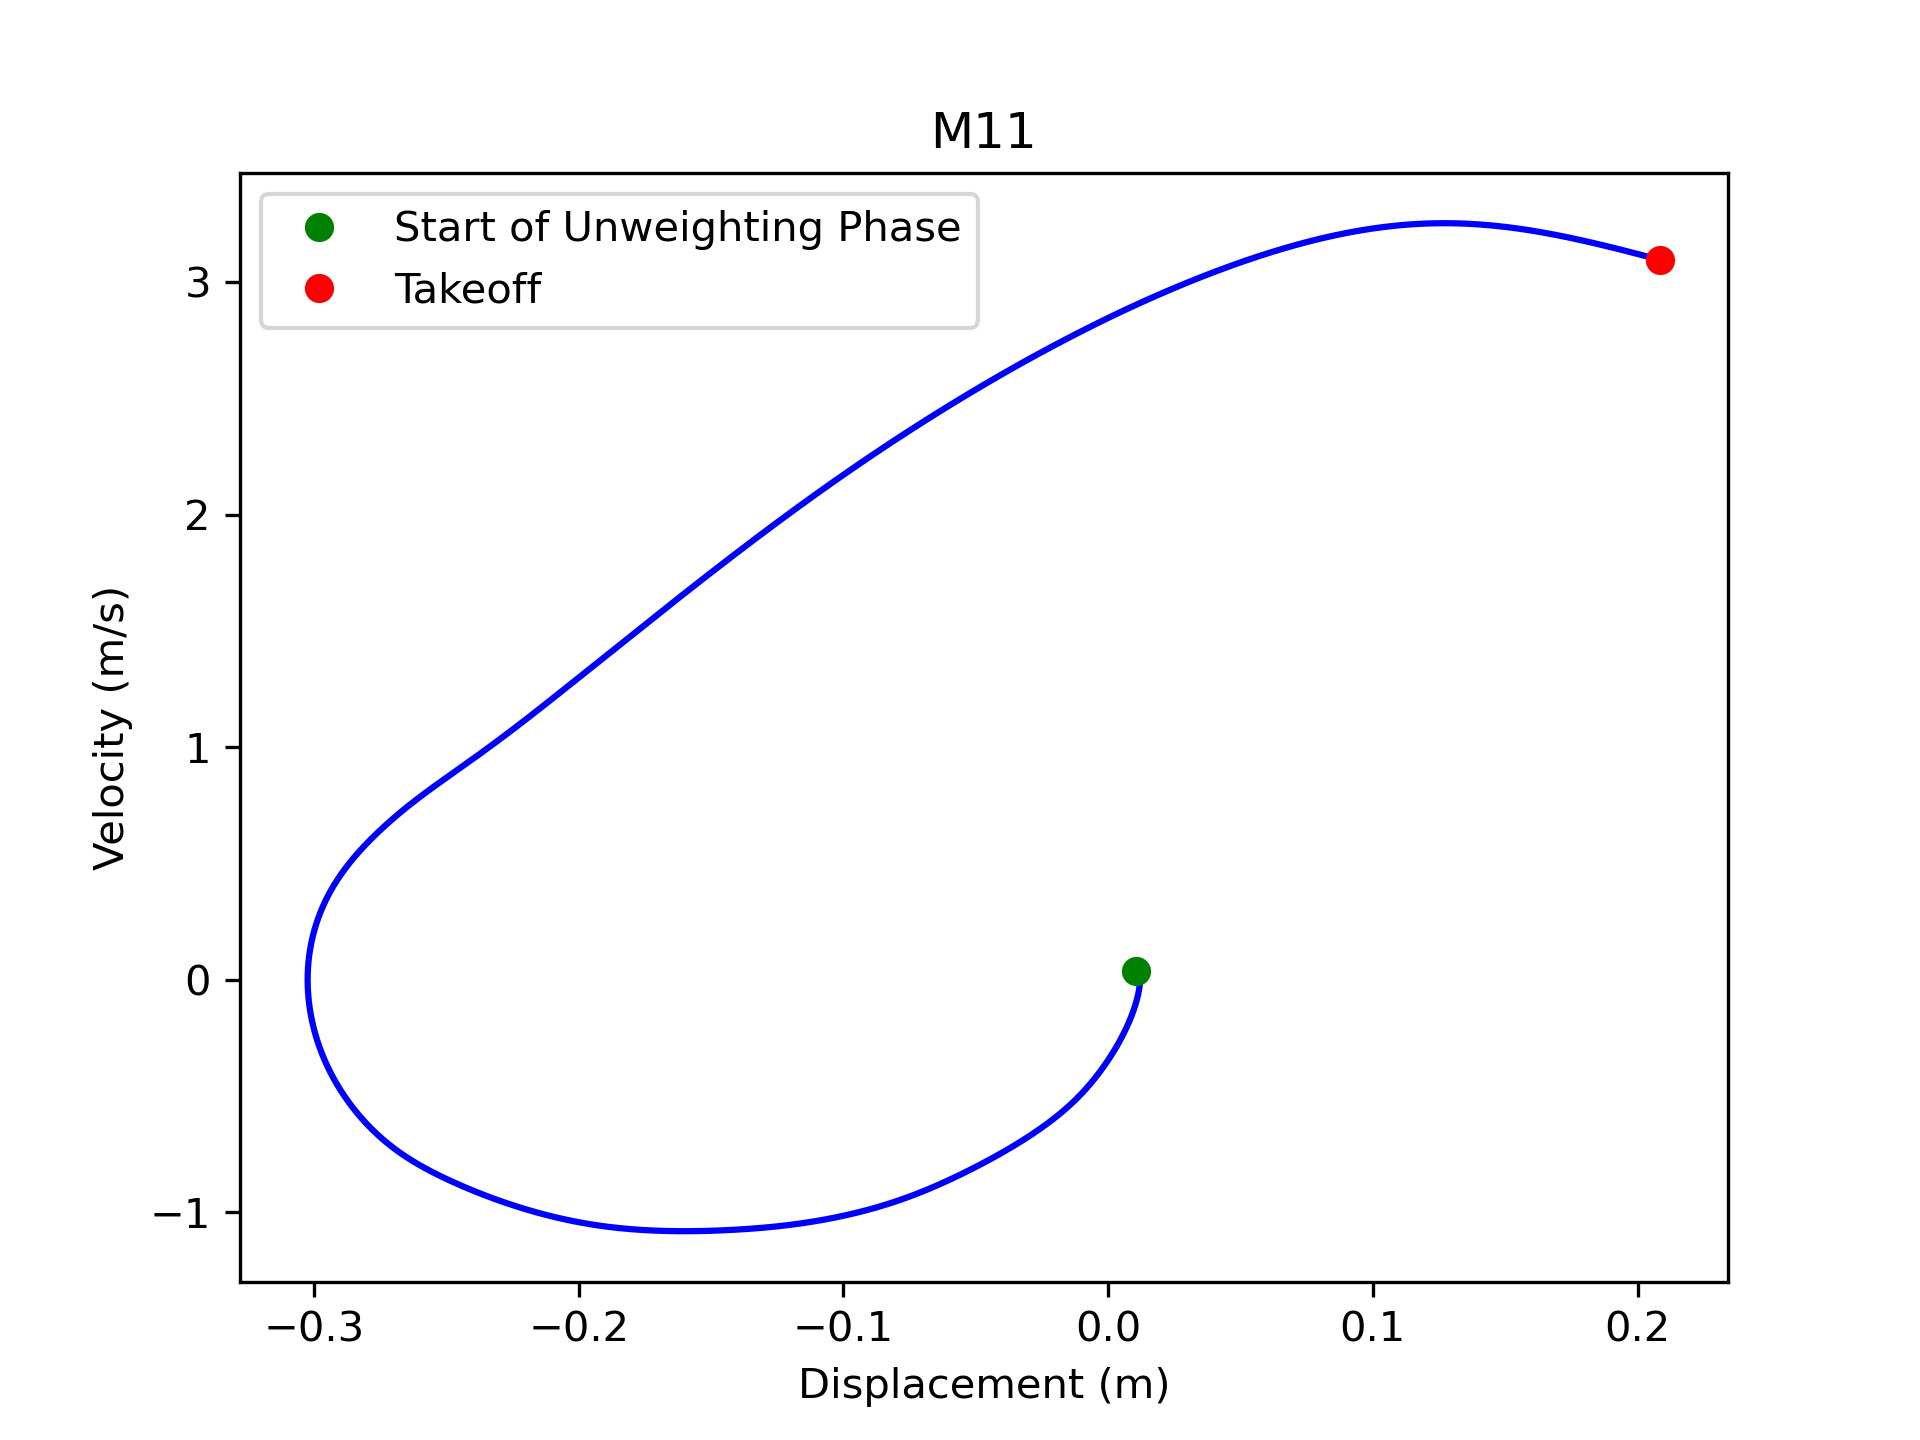 M11
Start of Unweighting Phase
Takeoff
3
2
1
0
−1
Velocity (m/s)
−0.3 −0.2 −0.1 0.0 0.1 0.2
Displacement (m)